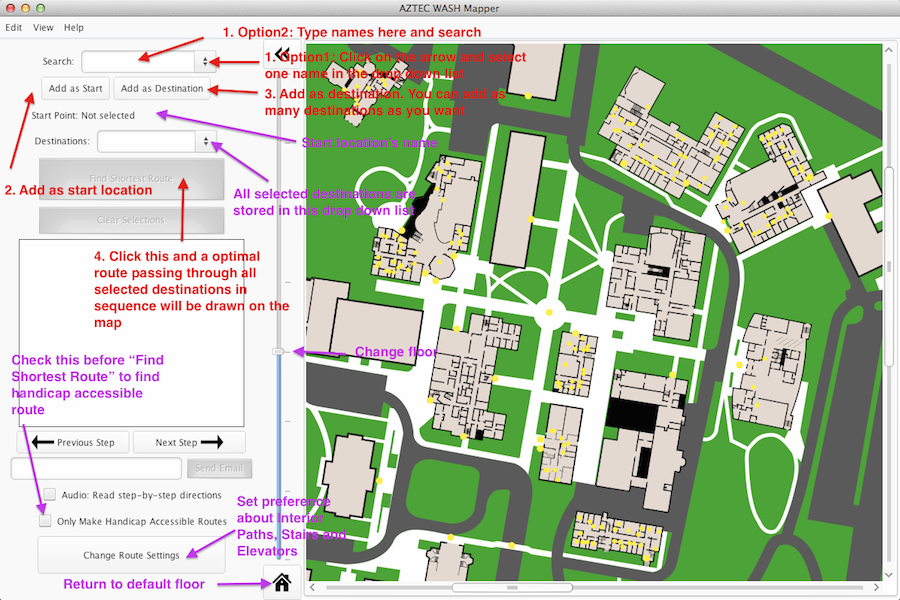 AZTEC WASH Mapper
Edit View Help
1. Option2: Type names here and search
Search:
1. Option1: Click on the arrow and select
one name in the drop down list
Add as Start
Add as Destination
3. Add as destination. You can add as
many destinations as you want
Start Point: Not selected
Start location's name
Destinations:
Find Shortest Route
2. Add as start location
All selected destinations are
stored in this drop down list
Clear Selections
4. Click this and a optimal
route passing through all
selected destinations in
sequence will be drawn on the
map
Change floor
Check this before “Find
Shortest Route” to find
handicap accessible
route
Previous Step
Next Step
Send Email
Audio: Read step-by-step directions
Only Make Handicap Accessible Routes
Set preference
about Interior
Paths, Stairs and
Elevators
Change Route Settings
Return to default floor